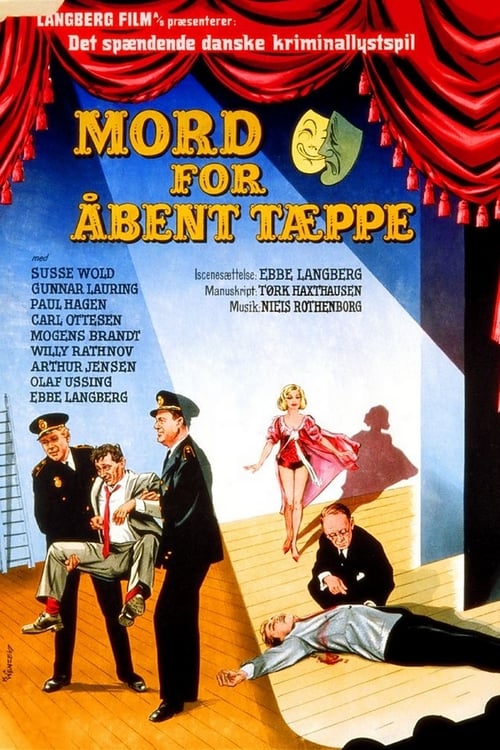 LANGBERG FILM A/S præsenterer:
Det spændende danske kriminallystspil
MORD
FOR
ÅBENT TÆPPE
med
SUSSE WOLD
GUNNAR LAURING
PAUL HAGEN
CARL OTTESEN
MOGENS BRANDT
WILLY RATHNOV
ARTHUR JENSEN
OLAF USSING
EBBE LANGBERG
Iscenesættelse: EBBE LANGBERG
Manuskript: TØRK HAXTHAUSEN
Musik: NIELS ROTHENBORG